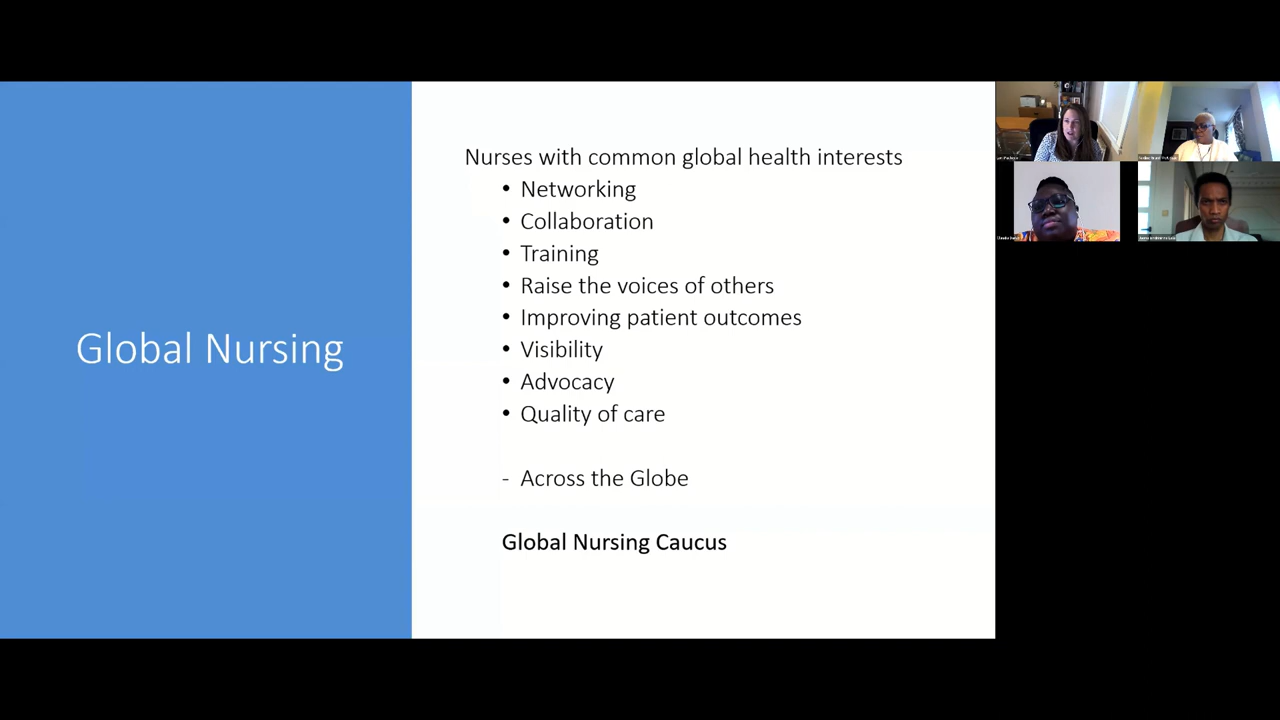 Global Nursing
Nurses with common global health interests
• Networking
• Collaboration
• Training
• Raise the voices of others
• Improving patient outcomes
• Visibility
• Advocacy
• Quality of care
- Across the Globe
Global Nursing Caucus